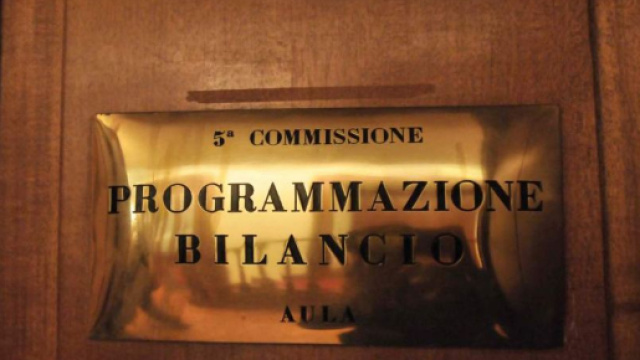 5ª COMMISSIONE
PROGRAMMAZIONE
BILANCIO
AULA